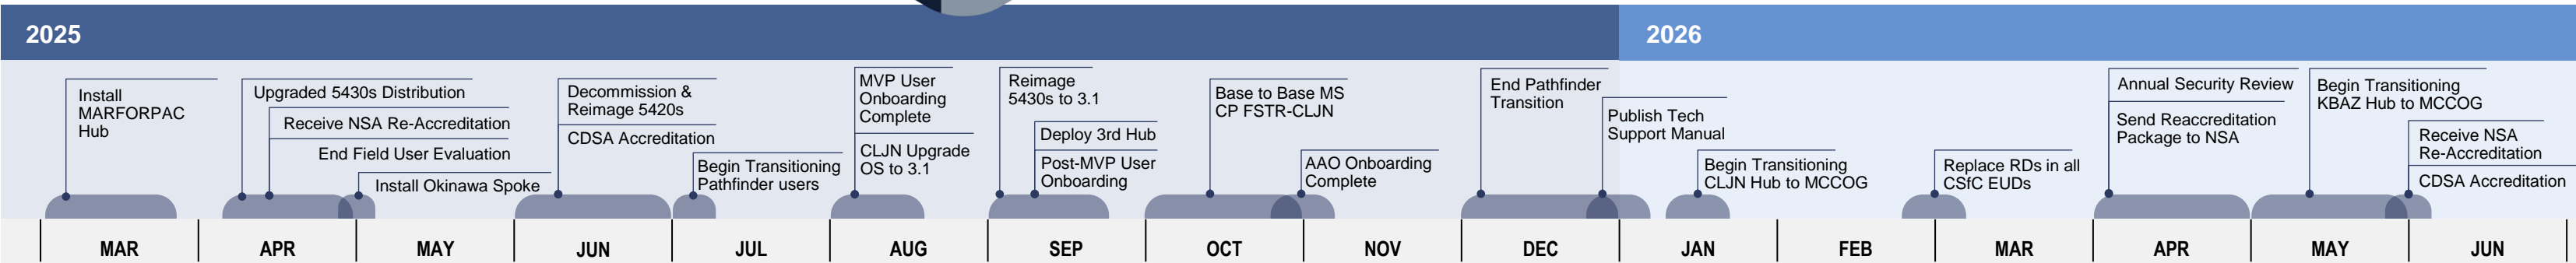 2025
2026
Install
MARFORPAC
Hub
Upgraded 5430s Distribution
Receive NSA Re-Accreditation
End Field User Evaluation
Install Okinawa Spoke
Decommission &
Reimage 5420s
CDSA Accreditation
Begin Transitioning
Pathfinder users
MVP User
Onboarding
Complete
CLJN Upgrade
OS to 3.1
Reimage
5430s to 3.1
Deploy 3rd Hub
Post-MVP User
Onboarding
Base to Base MS
CP FSTR-CLJN
AAO Onboarding
Complete
End Pathfinder
Transition
Publish Tech
Support Manual
Begin Transitioning
CLJN Hub to MCCOG
Replace RDs in all
CSfC EUDs
Annual Security Review
Send Reaccreditation
Package to NSA
Begin Transitioning
KBAZ Hub to MCCOG
Receive NSA
Re-Accreditation
CDSA Accreditation
MAR
APR
MAY
JUN
JUL
AUG
SEP
OCT
NOV
DEC
JAN
FEB
MAR
APR
MAY
JUN